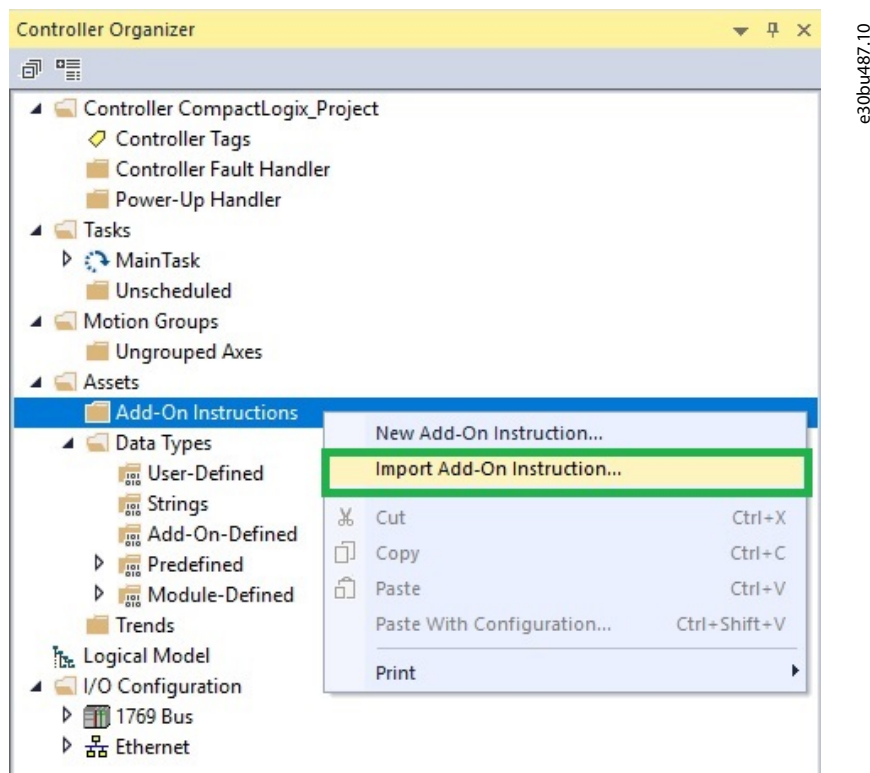 Controller Organizer
Controller CompactLogix_Project
Controller Tags
Controller Fault Handler
Power-Up Handler
Tasks
MainTask
Unscheduled
Motion Groups
Ungrouped Axes
Assets
Add-On Instructions
Data Types
User-Defined
Strings
Add-On-Defined
Predefined
Module-Defined
Trends
Logical Model
I/O Configuration
1769 Bus
Ethernet
New Add-On Instruction...
Import Add-On Instruction...
Cut Ctrl+X
Copy Ctrl+C
Paste Ctrl+V
Paste With Configuration... Ctrl+Shift+V
Print
e30bu487.10